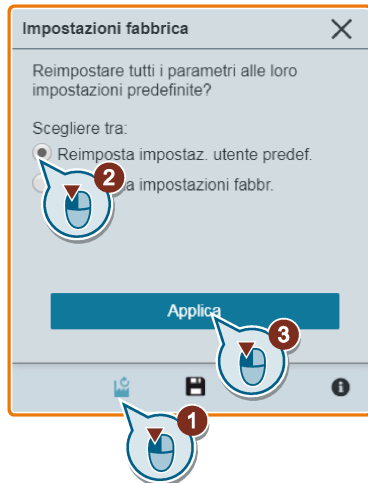 Impostazioni fabbrica
Reimpostare tutti i parametri alle loro
impostazioni predefinite?
Scegliere tra:
Reimposta impostaz. utente predef.
2
a impostazioni fabbr.
Applica
3
1